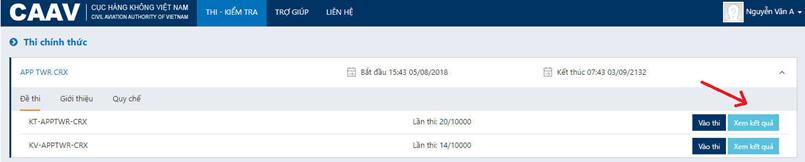 CAAV
CỤC HÀNG KHÔNG VIỆT NAM
CIVIL AVIATION AUTHORITY OF VIETNAM
THI - KIỂM TRA
TRỢ GIÚP
LIÊN HỆ
Nguyễn Văn A
Thi chính thức
APP TWR CRX
Bắt đầu 15:43 05/08/2018
Kết thúc 07:43 03/09/2132
Đề thi
Giới thiệu
Quy chế
KT-APPTWR-CRX
Lần thi: 20/10000
Vào thi
Xem kết quả
KV-APPTWR-CRX
Lần thi: 14/10000
Vào thi
Xem kết quả